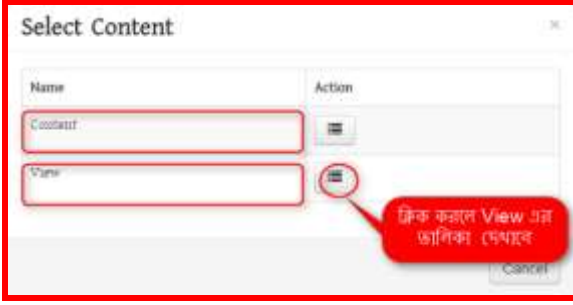 Select Content
×
Name Action
Content
View
ক্লিক করলে View এর
তালিকা দেখাবে
Cancel